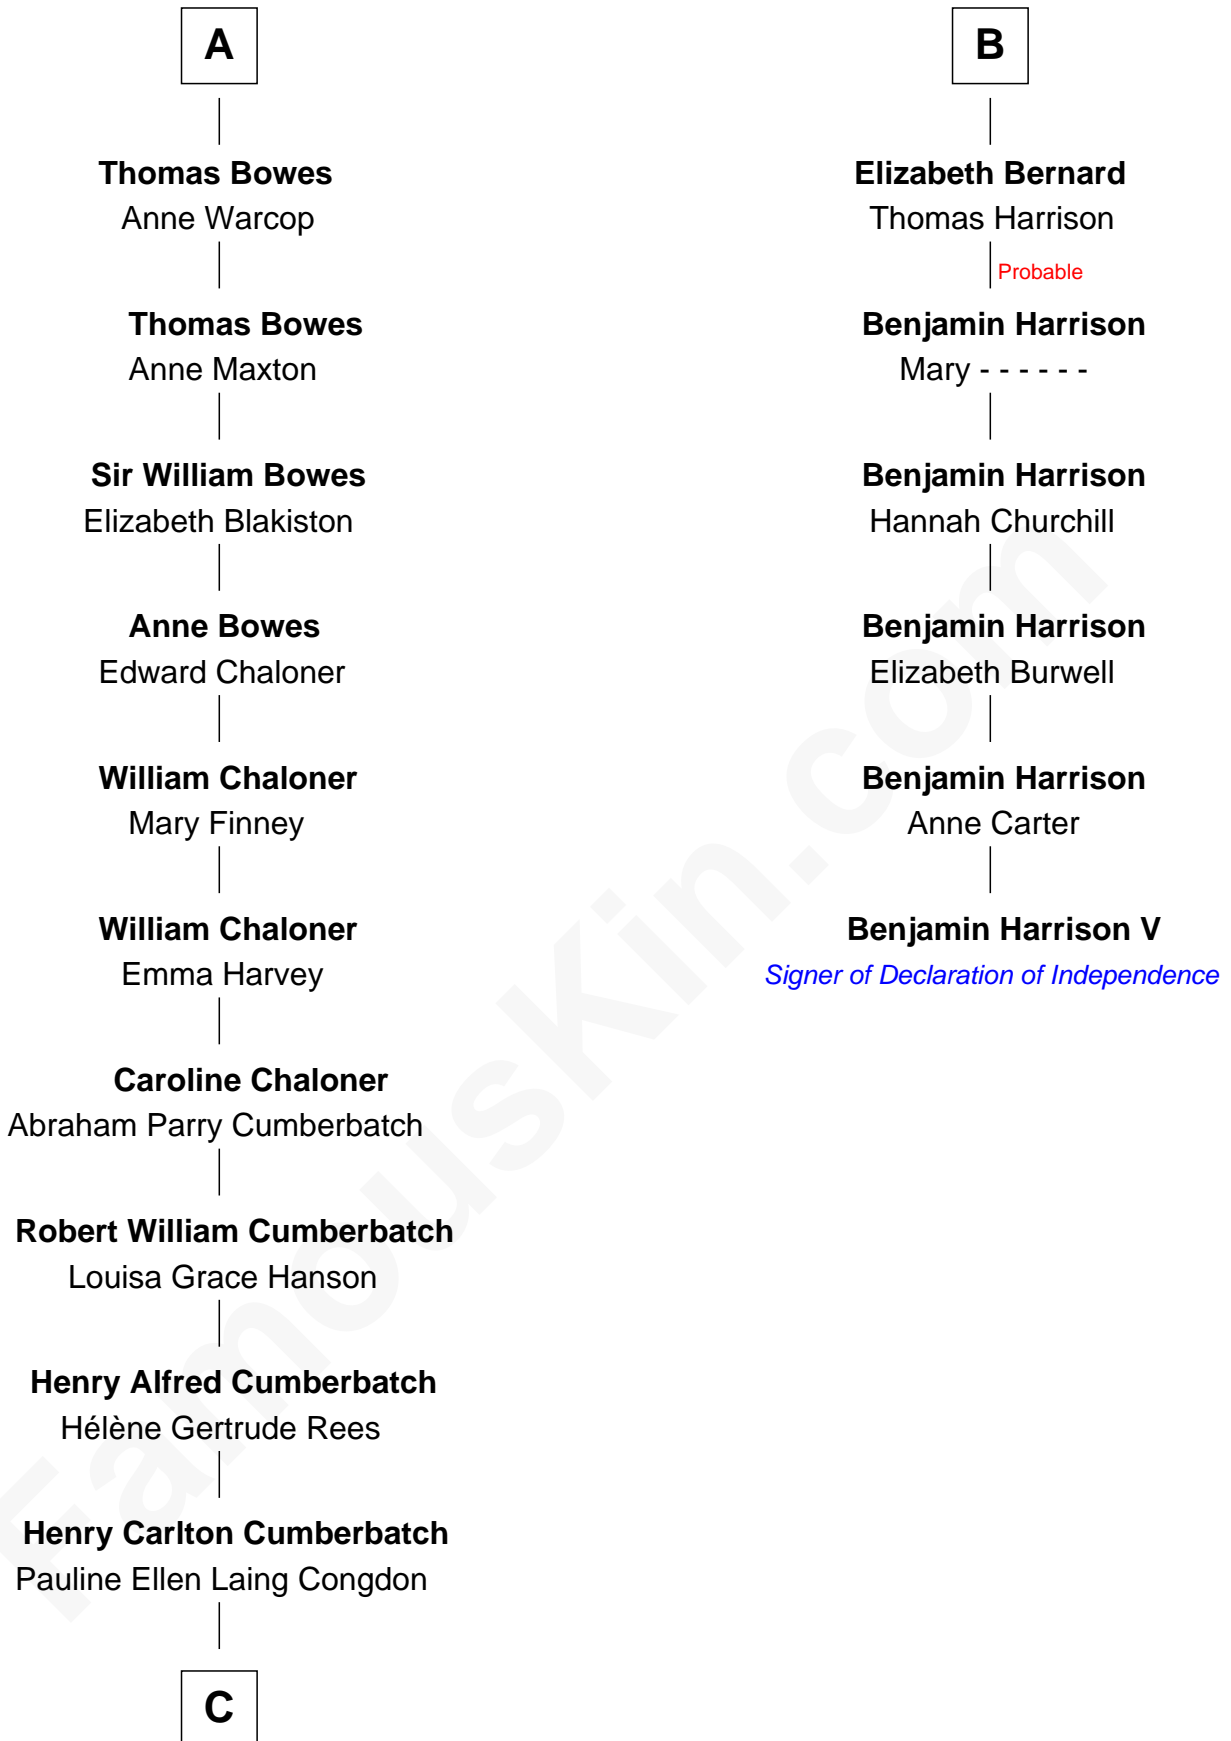 A
Thomas Bowes
Anne Warcop
Thomas Bowes
Anne Maxton
Sir William Bowes
Elizabeth Blakiston
Anne Bowes
Edward Chaloner
William Chaloner
Mary Finney
William Chaloner
Emma Harvey
Caroline Chaloner
Abraham Parry Cumberbatch
Robert William Cumberbatch
Louisa Grace Hanson
Henry Alfred Cumberbatch
Hélène Gertrude Rees
Henry Carlton Cumberbatch
Pauline Ellen Laing Congdon
C
B
Elizabeth Bernard
Thomas Harrison
Probable
Benjamin Harrison
Mary - - - - - -
Benjamin Harrison
Hannah Churchill
Benjamin Harrison
Elizabeth Burwell
Benjamin Harrison
Anne Carter
Benjamin Harrison V
Signer of Declaration of Independence
FamousKin.com